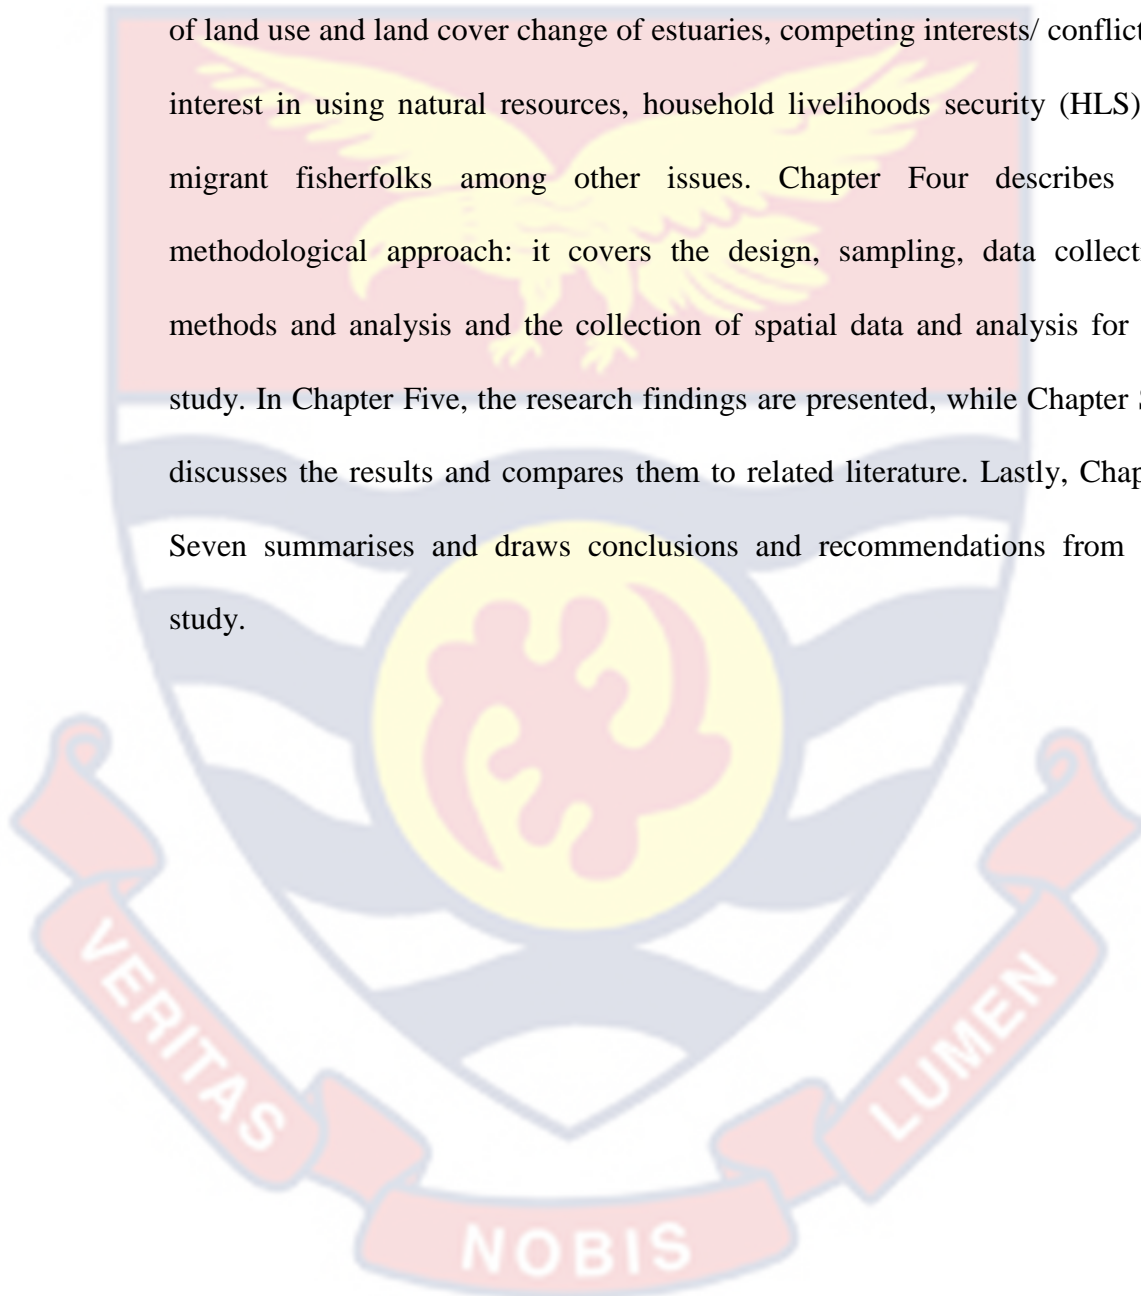 of land use and land cover change of estuaries, competing interests/ conflict
interest in using natural resources, household livelihoods security (HLS)
migrant fisherfolks among other issues. Chapter Four describes
methodological approach: it covers the design, sampling, data collecti
methods and analysis and the collection of spatial data and analysis for
study. In Chapter Five, the research findings are presented, while Chapter S
discusses the results and compares them to related literature. Lastly, Chap
Seven summarises and draws conclusions and recommendations from
study.
VERITAS
NOBIS
LUMEN